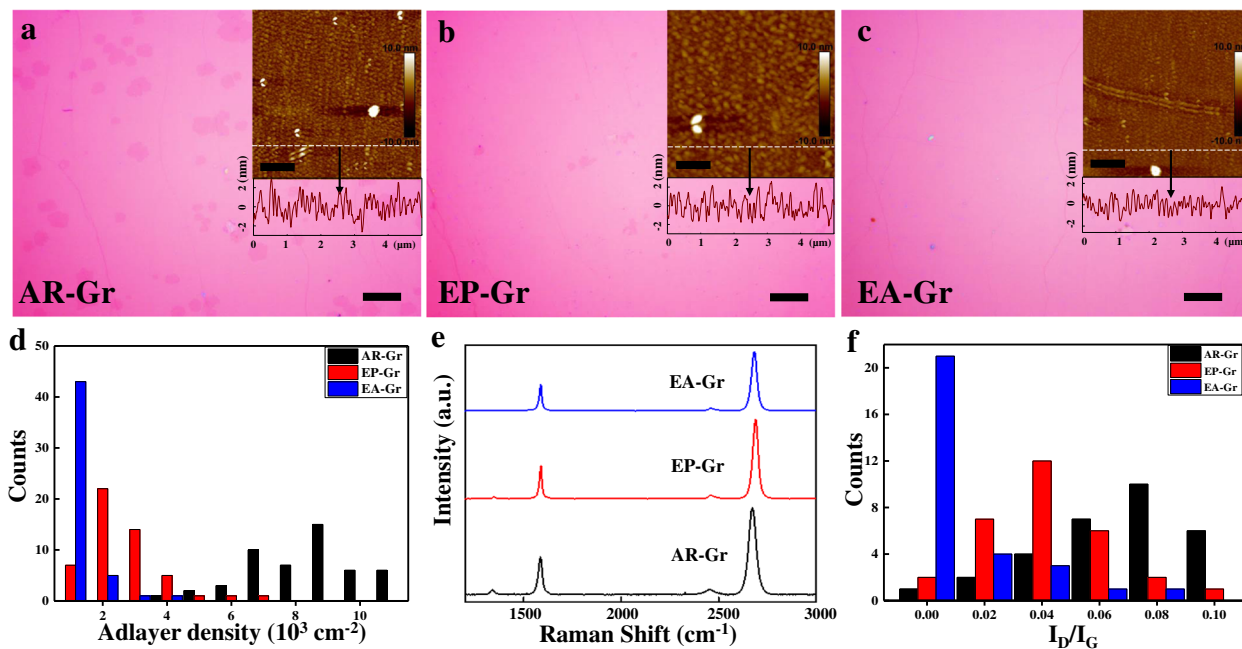 a
10.0 nm
-10.0 nm
2
0
-2
(nm)
0 1 2 3 4 (μm)
AR-Gr
b
10.0 nm
-10.0 nm
2
0
-2
(nm)
0 1 2 3 4 (μm)
EP-Gr
c
10.0 nm
-10.0 nm
2
0
-2
(nm)
0 1 2 3 4 (μm)
EA-Gr
d
50
40
30
20
10
0
Counts
AR-Gr
EP-Gr
EA-Gr
2 4 6 8 10
Adlayer density (10³ cm⁻²)
e
Intensity (a.u.)
EA-Gr
EP-Gr
AR-Gr
1500 2000 2500 3000
Raman Shift (cm⁻¹)
f
20
16
12
8
4
0
Counts
AR-Gr
EP-Gr
EA-Gr
0.00 0.02 0.04 0.06 0.08 0.10
I_D/I_G